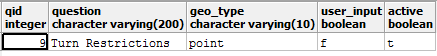 qid question geo_type user_input active
integer character varying(200) character varying(10) boolean boolean
9 Turn Restrictions point f t